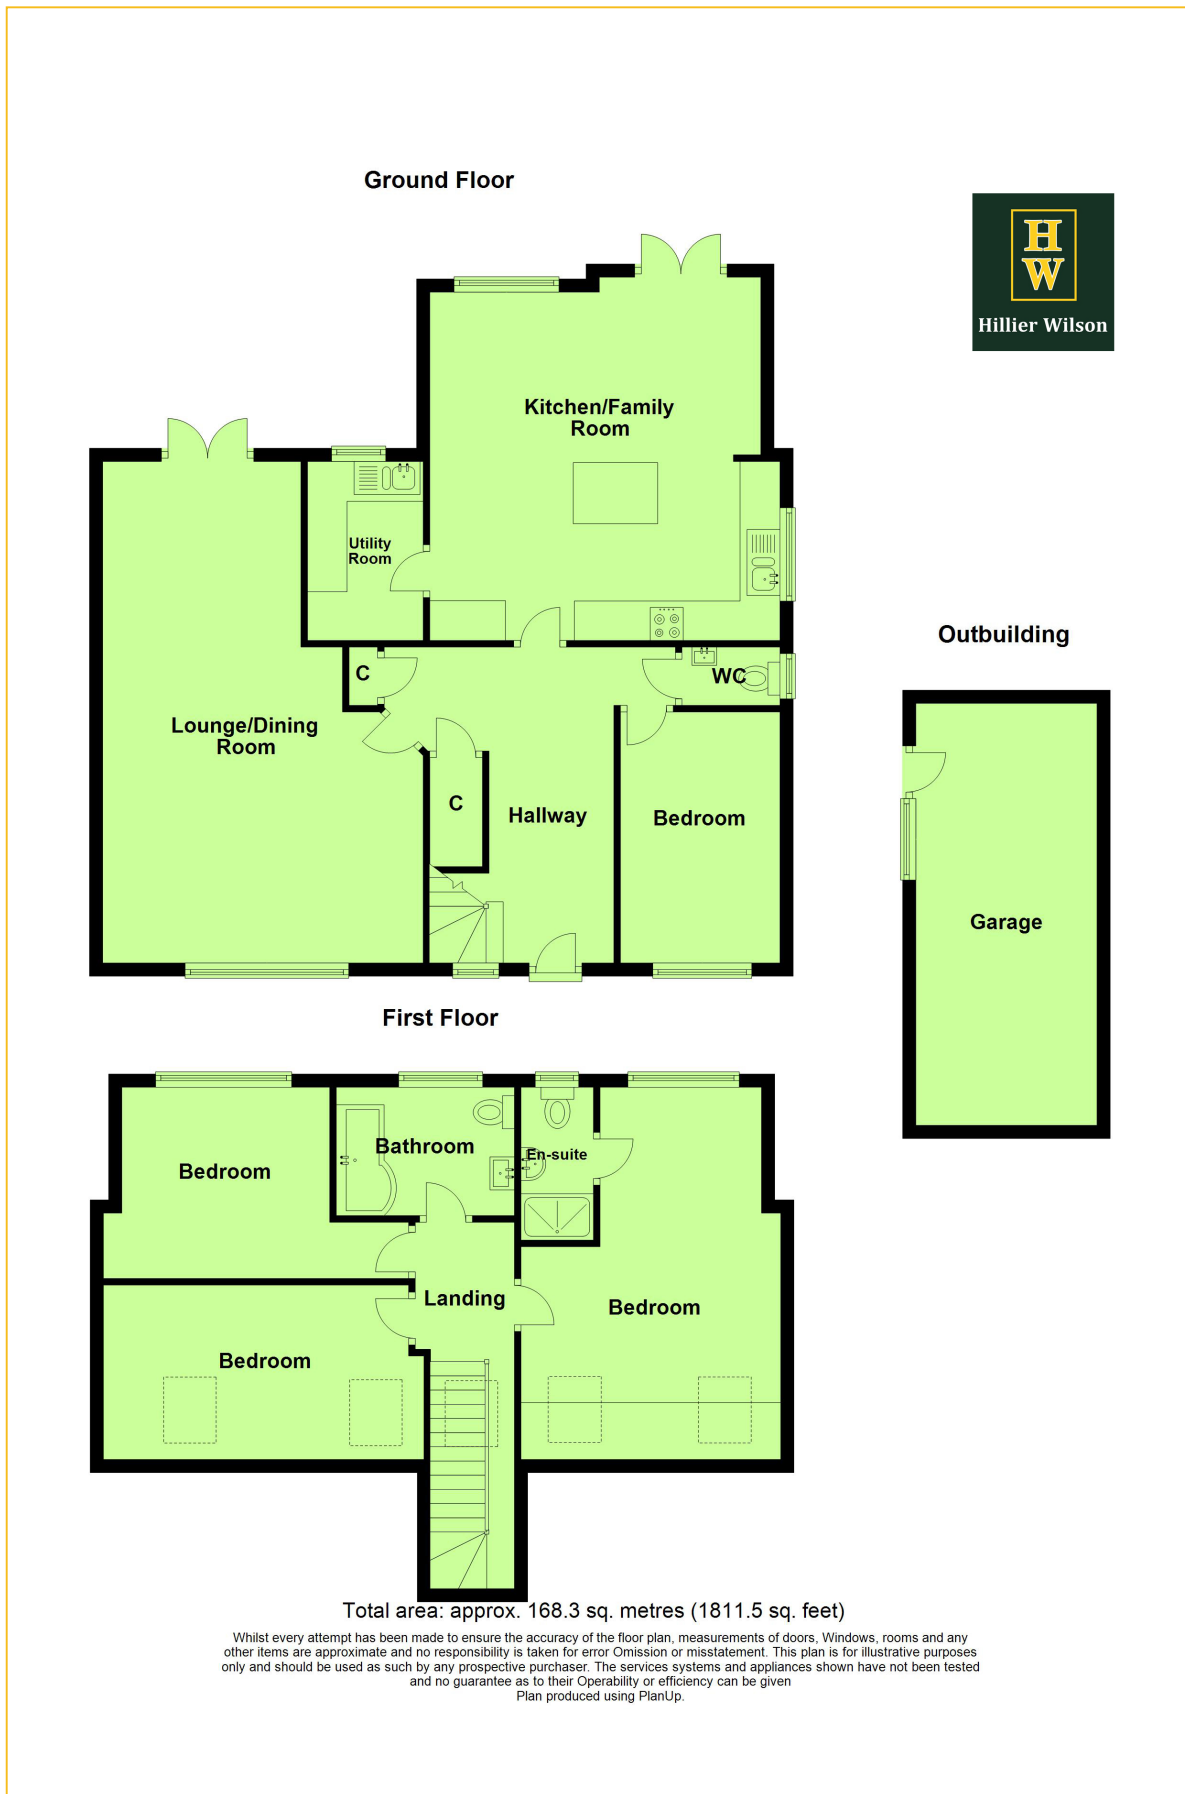 Ground Floor
H
W
Hillier Wilson
Kitchen/Family
Room
Utility
Room
C
WC
Lounge/Dining
Room
C
Hallway
Bedroom
Outbuilding
Garage
First Floor
Bathroom
En-suite
Bedroom
Landing
Bedroom
Bedroom
Total area: approx. 168.3 sq. metres (1811.5 sq. feet)
Whilst every attempt has been made to ensure the accuracy of the floor plan, measurements of doors, Windows, rooms and any
other items are approximate and no responsibility is taken for error Omission or misstatement. This plan is for illustrative purposes
only and should be used as such by any prospective purchaser. The services systems and appliances shown have not been tested
and no guarantee as to their Operability or efficiency can be given
Plan produced using PlanUp.